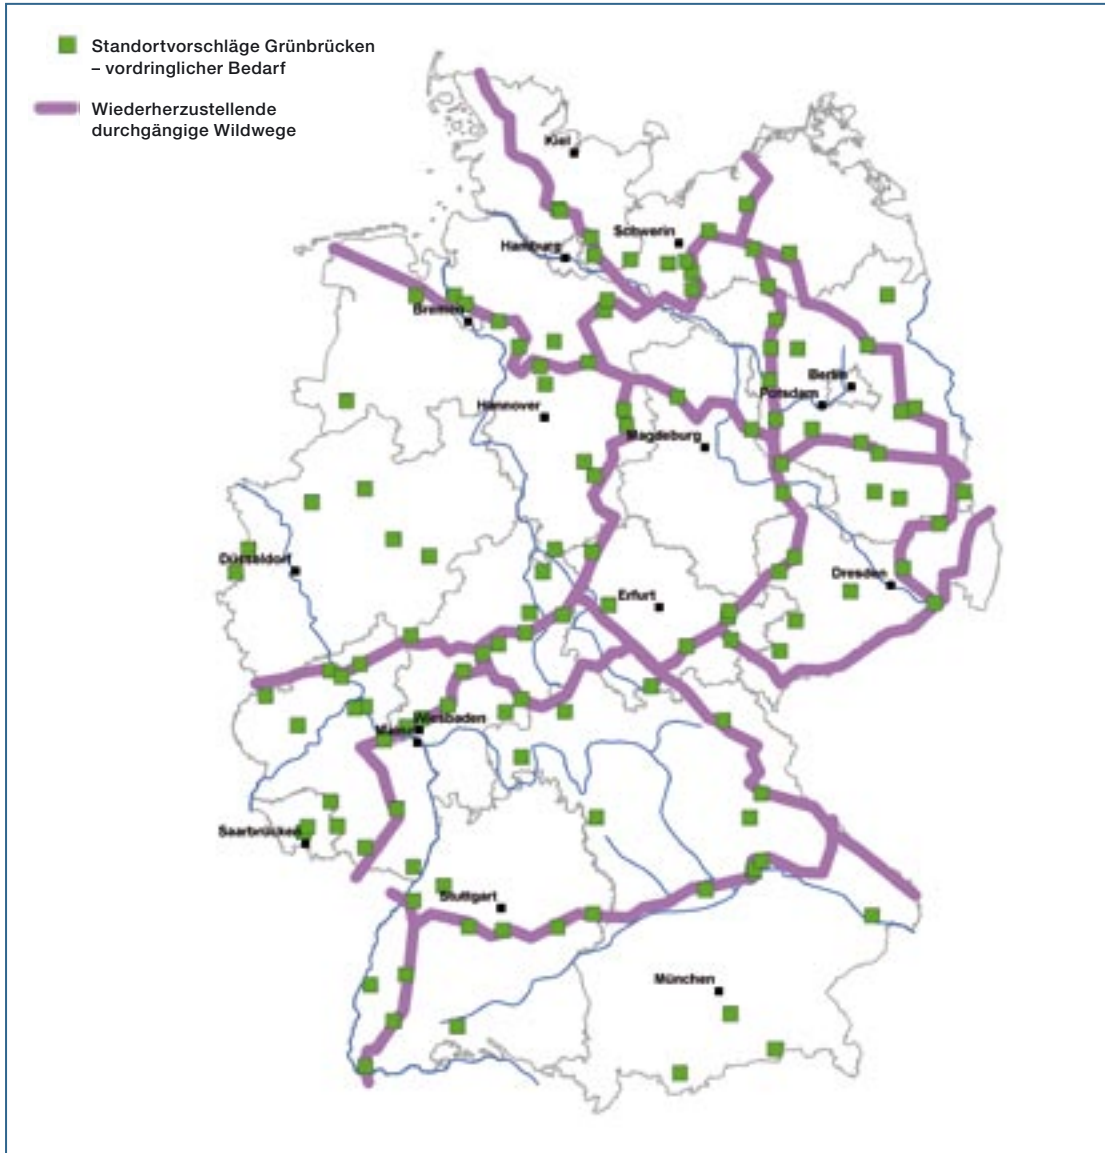 Standortvorschläge Grünbrücken
– vordringlicher Bedarf
Wiederherzustellende
durchgängige Wildwege
Kiel
Schwerin
Hamburg
Bremen
Berlin
Potsdam
Hannover
Magdeburg
Düsseldorf
Dresden
Erfurt
Wiesbaden
Mainz
Saarbrücken
Stuttgart
München